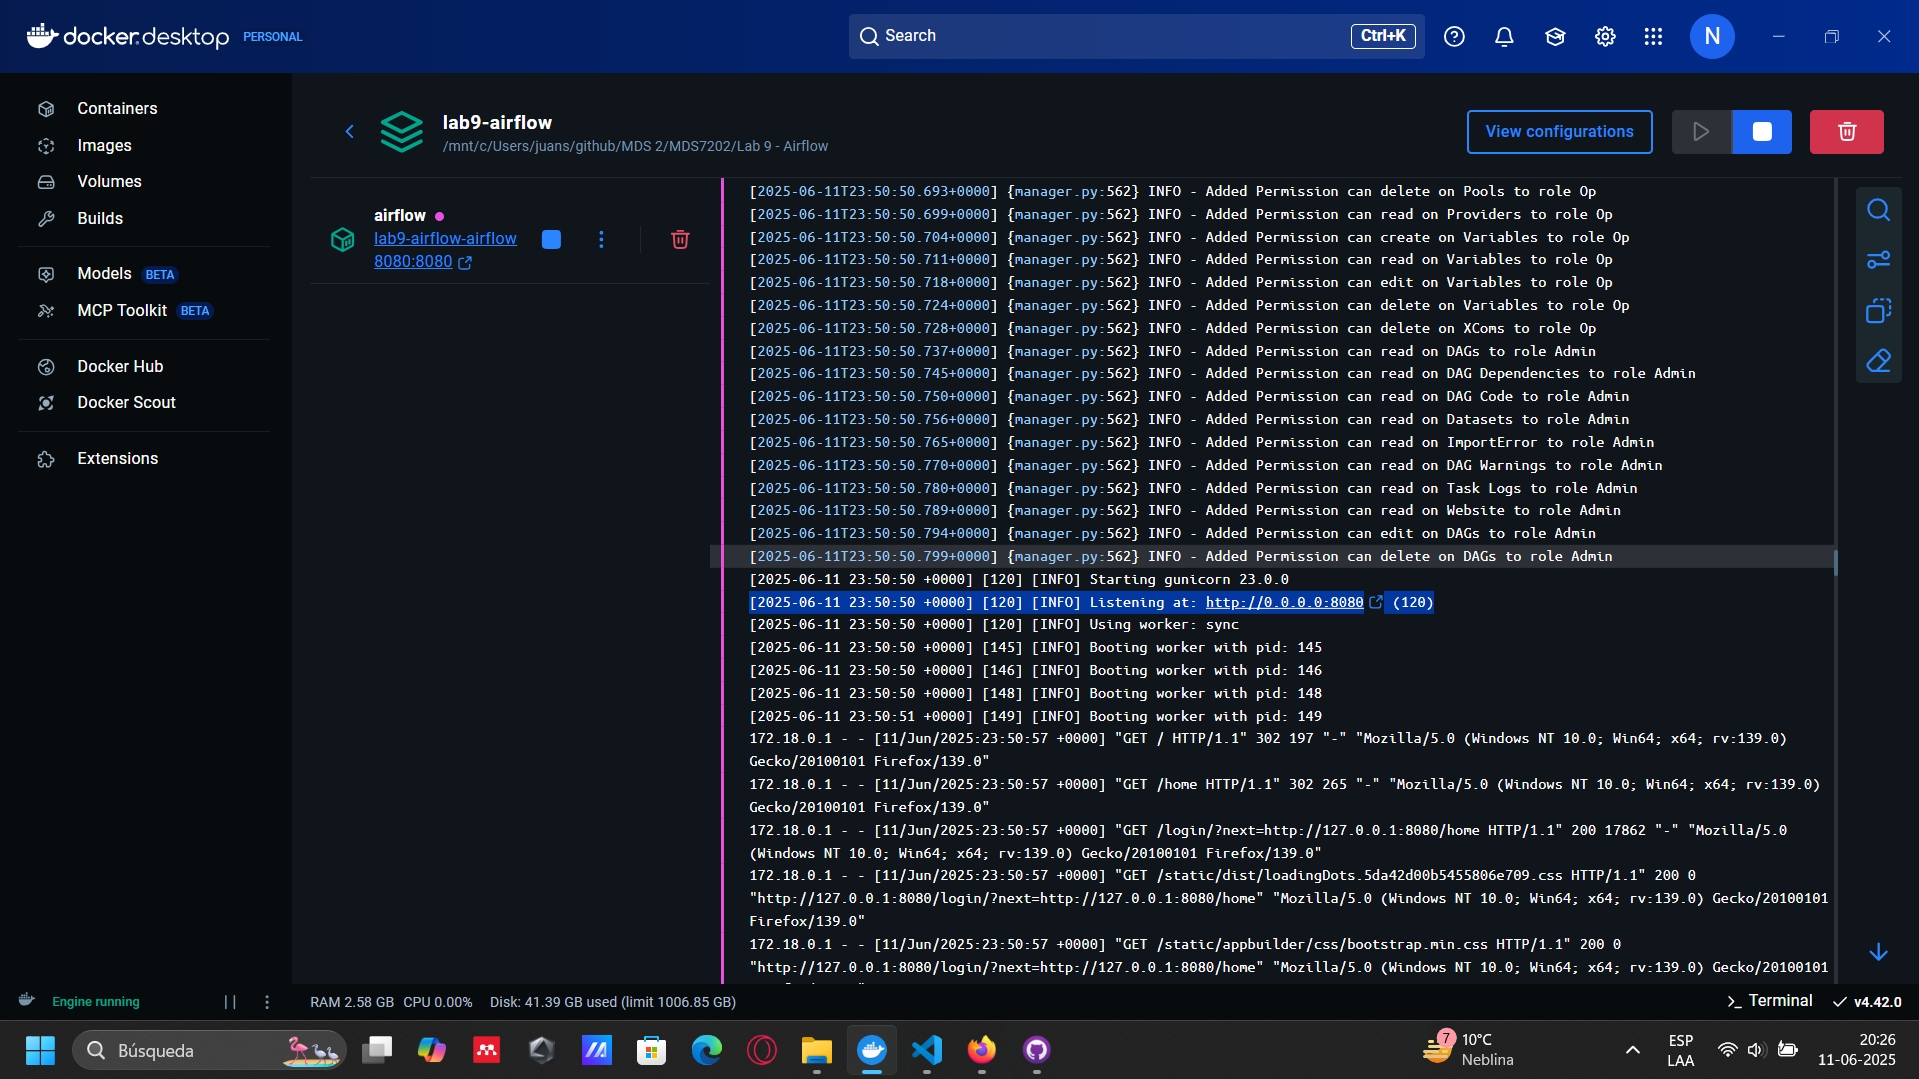 docker.desktop PERSONAL
Search
Ctrl+K
N
Containers
Images
Volumes
Builds
Models BETA
MCP Toolkit BETA
Docker Hub
Docker Scout
Extensions
lab9-airflow
/mnt/c/Users/juans/github/MDS 2/MDS7202/Lab 9 - Airflow
View configurations
airflow
lab9-airflow-airflow
8080:8080
[2025-06-11T23:50:50.693+0000] {manager.py:562} INFO - Added Permission can delete on Pools to role Op
[2025-06-11T23:50:50.699+0000] {manager.py:562} INFO - Added Permission can read on Providers to role Op
[2025-06-11T23:50:50.704+0000] {manager.py:562} INFO - Added Permission can create on Variables to role Op
[2025-06-11T23:50:50.711+0000] {manager.py:562} INFO - Added Permission can read on Variables to role Op
[2025-06-11T23:50:50.718+0000] {manager.py:562} INFO - Added Permission can edit on Variables to role Op
[2025-06-11T23:50:50.724+0000] {manager.py:562} INFO - Added Permission can delete on Variables to role Op
[2025-06-11T23:50:50.728+0000] {manager.py:562} INFO - Added Permission can delete on XComs to role Op
[2025-06-11T23:50:50.737+0000] {manager.py:562} INFO - Added Permission can read on DAGs to role Admin
[2025-06-11T23:50:50.745+0000] {manager.py:562} INFO - Added Permission can read on DAG Dependencies to role Admin
[2025-06-11T23:50:50.750+0000] {manager.py:562} INFO - Added Permission can read on DAG Code to role Admin
[2025-06-11T23:50:50.756+0000] {manager.py:562} INFO - Added Permission can read on Datasets to role Admin
[2025-06-11T23:50:50.765+0000] {manager.py:562} INFO - Added Permission can read on ImportError to role Admin
[2025-06-11T23:50:50.770+0000] {manager.py:562} INFO - Added Permission can read on DAG Warnings to role Admin
[2025-06-11T23:50:50.780+0000] {manager.py:562} INFO - Added Permission can read on Task Logs to role Admin
[2025-06-11T23:50:50.789+0000] {manager.py:562} INFO - Added Permission can read on Website to role Admin
[2025-06-11T23:50:50.794+0000] {manager.py:562} INFO - Added Permission can edit on DAGs to role Admin
[2025-06-11T23:50:50.799+0000] {manager.py:562} INFO - Added Permission can delete on DAGs to role Admin
[2025-06-11 23:50:50 +0000] [120] [INFO] Starting gunicorn 23.0.0
[2025-06-11 23:50:50 +0000] [120] [INFO] Listening at: http://0.0.0.0:8080 (120)
[2025-06-11 23:50:50 +0000] [120] [INFO] Using worker: sync
[2025-06-11 23:50:50 +0000] [145] [INFO] Booting worker with pid: 145
[2025-06-11 23:50:50 +0000] [146] [INFO] Booting worker with pid: 146
[2025-06-11 23:50:50 +0000] [148] [INFO] Booting worker with pid: 148
[2025-06-11 23:50:51 +0000] [149] [INFO] Booting worker with pid: 149
172.18.0.1 - - [11/Jun/2025:23:50:57 +0000] "GET / HTTP/1.1" 302 197 "-" "Mozilla/5.0 (Windows NT 10.0; Win64; x64; rv:139.0)
Gecko/20100101 Firefox/139.0"
172.18.0.1 - - [11/Jun/2025:23:50:57 +0000] "GET /home HTTP/1.1" 302 265 "-" "Mozilla/5.0 (Windows NT 10.0; Win64; x64; rv:139.0)
Gecko/20100101 Firefox/139.0"
172.18.0.1 - - [11/Jun/2025:23:50:57 +0000] "GET /login/?next=http://127.0.0.1:8080/home HTTP/1.1" 200 17862 "-" "Mozilla/5.0
(Windows NT 10.0; Win64; x64; rv:139.0) Gecko/20100101 Firefox/139.0"
172.18.0.1 - - [11/Jun/2025:23:50:57 +0000] "GET /static/dist/loadingDots.5da42d00b5455806e709.css HTTP/1.1" 200 0
"http://127.0.0.1:8080/login/?next=http://127.0.0.1:8080/home" "Mozilla/5.0 (Windows NT 10.0; Win64; x64; rv:139.0) Gecko/20100101
Firefox/139.0"
172.18.0.1 - - [11/Jun/2025:23:50:57 +0000] "GET /static/appbuilder/css/bootstrap.min.css HTTP/1.1" 200 0
"http://127.0.0.1:8080/login/?next=http://127.0.0.1:8080/home" "Mozilla/5.0 (Windows NT 10.0; Win64; x64; rv:139.0) Gecko/20100101
Engine running
RAM 2.58 GB CPU 0.00% Disk: 41.39 GB used (limit 1006.85 GB)
Terminal
v4.42.0
Búsqueda
7
10°C
Neblina
ESP
LAA
20:26
11-06-2025